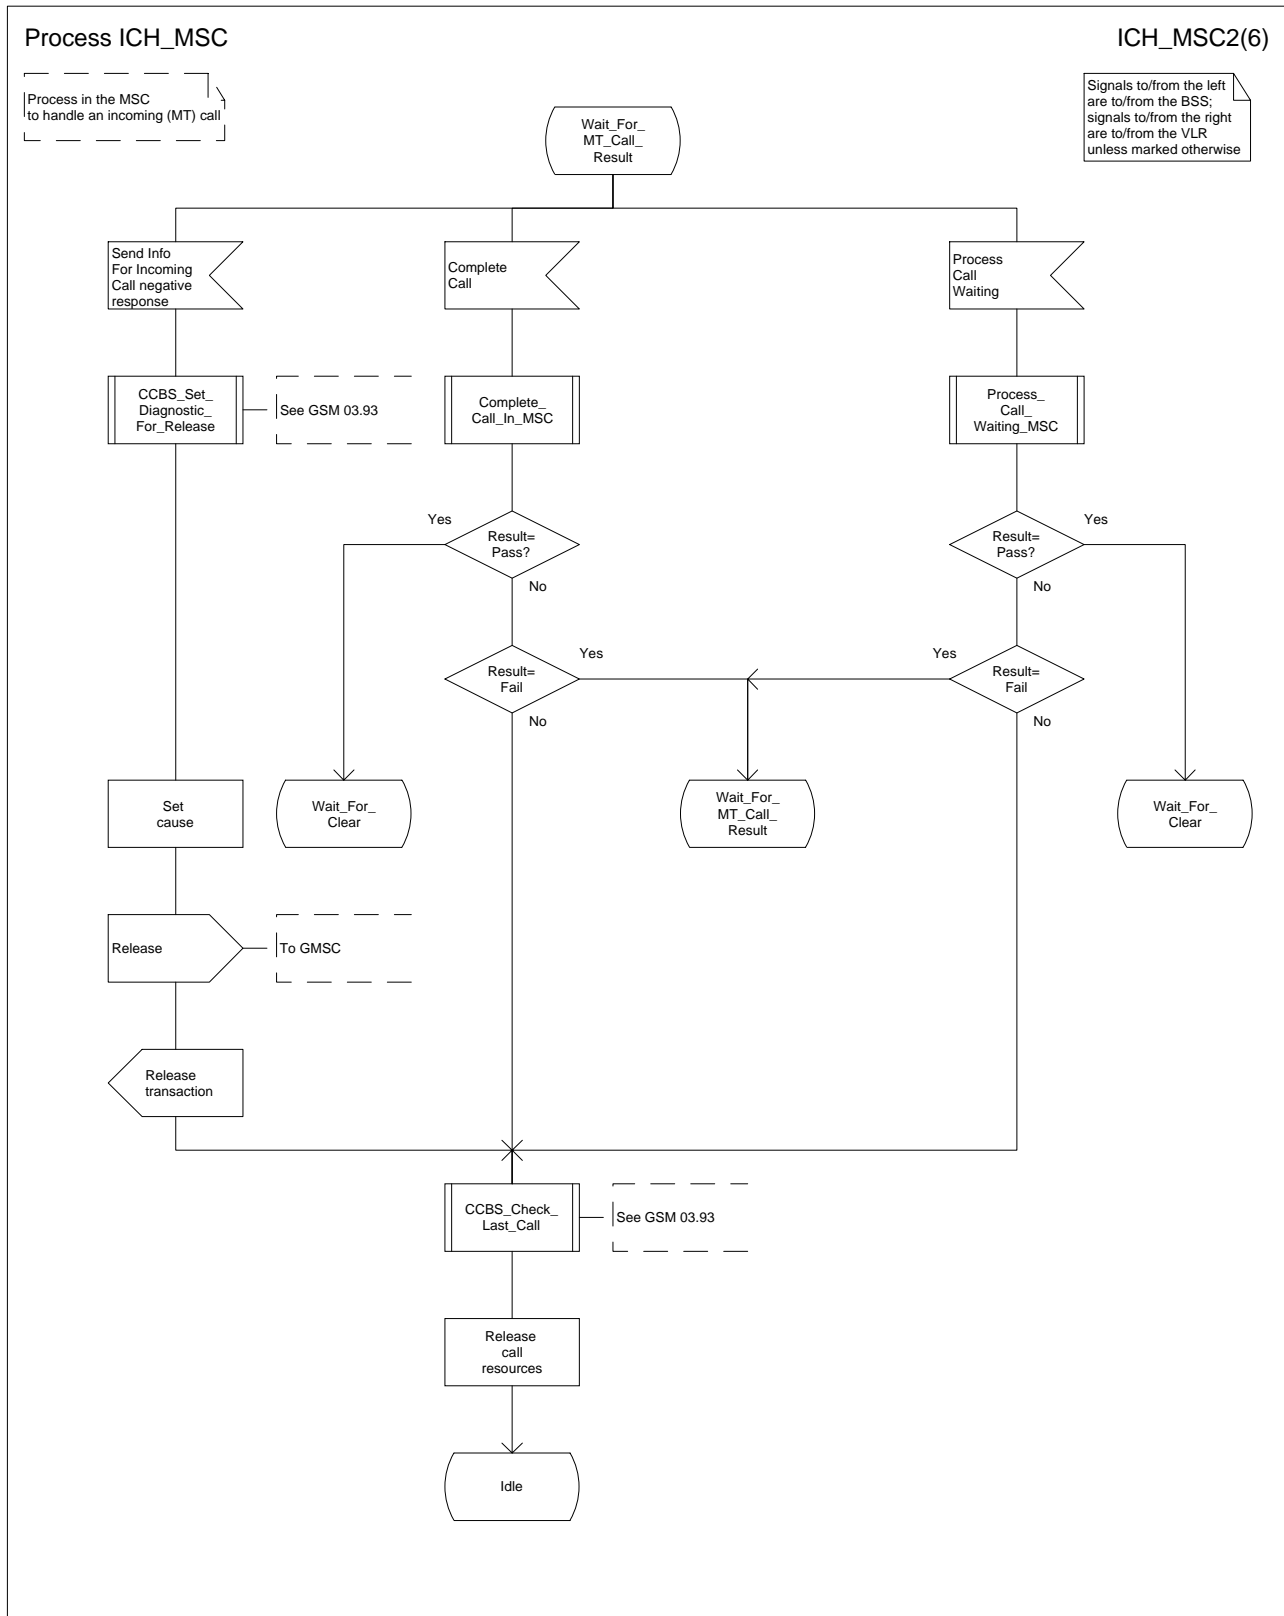 Process ICH_MSC
ICH_MSC2(6)
Process in the MSC
to handle an incoming (MT) call
Signals to/from the left
are to/from the BSS;
signals to/from the right
are to/from the VLR
unless marked otherwise
Wait_For_
MT_Call_
Result
Send Info
For Incoming
Call negative
response
Complete
Call
Process
Call
Waiting
CCBS_Set_
Diagnostic_
For_Release
See GSM 03.93
Complete_
Call_In_MSC
Process_
Call_
Waiting_MSC
Yes
Result=
Pass?
No
Result=
Pass?
Yes
No
Result=
Fail
Yes
No
Yes
Result=
Fail
No
Set
cause
Wait_For_
Clear
Wait_For_
MT_Call_
Result
Wait_For_
Clear
Release
To GMSC
Release
transaction
CCBS_Check_
Last_Call
See GSM 03.93
Release
call
resources
Idle